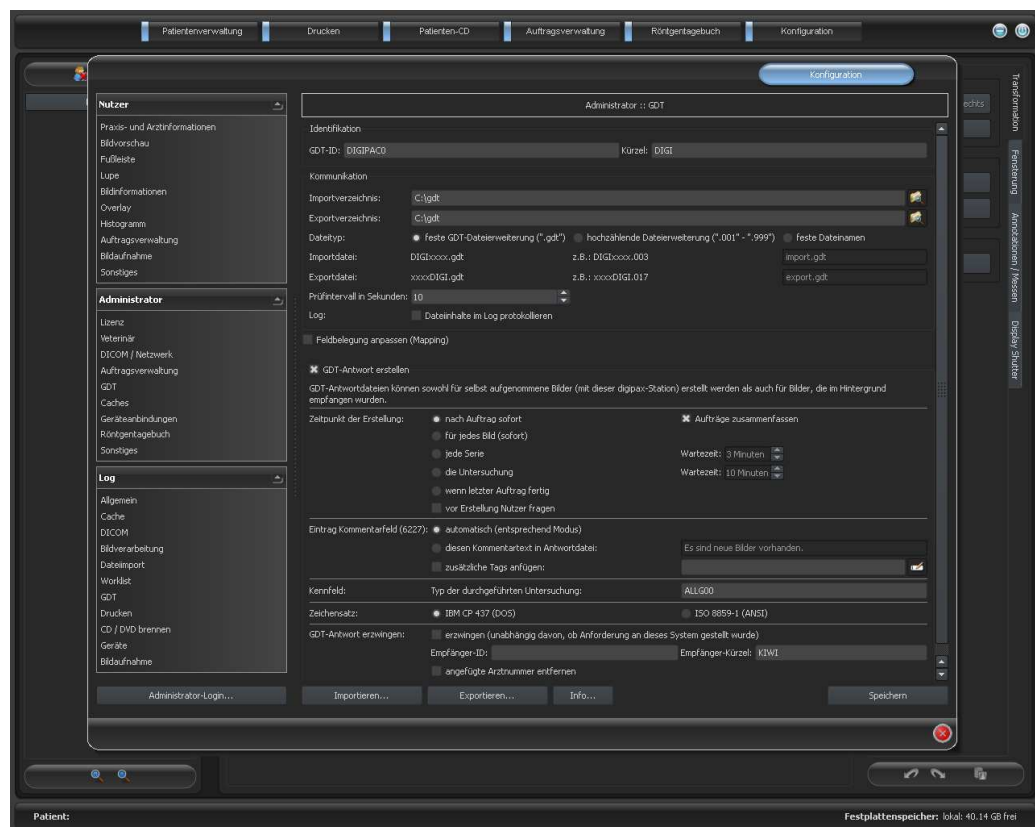 Patientenverwaltung Drucken Patienten-CD Auftragsverwaltung Röntgentagebuch Konfiguration
Konfiguration
Nutzer
Praxis- und Arztinformationen
Bildvorschau
Fußleiste
Lupe
Bildinformationen
Overlay
Histogramm
Auftragsverwaltung
Bildaufnahme
Sonstiges
Administrator
Lizenz
Veterinär
DICOM / Netzwerk
Auftragsverwaltung
GDT
Caches
Geräteanbindungen
Röntgentagebuch
Sonstiges
Log
Allgemein
Cache
DICOM
Bildverarbeitung
Dateiimport
Worklist
GDT
Drucken
CD / DVD brennen
Geräte
Bildaufnahme
Administrator-Login...
Administrator :: GDT
Identifikation
GDT-ID: DIGIPAC0 Kürzel: DIGI
Kommunikation
Importverzeichnis: C:\gdt
Exportverzeichnis: C:\gdt
Dateityp: feste GDT-Dateierweiterung (".gdt") hochzählende Dateierweiterung (".001" - ".999") feste Dateinamen
Importdatei: DIGIxxxx.gdt z.B.: DIGIxxxx.003 import.gdt
Exportdatei: xxxxDIGI.gdt z.B.: xxxxDIGI.017 export.gdt
Prüfintervall in Sekunden: 10
Log: Dateiinhalte im Log protokollieren
Feldbelegung anpassen (Mapping)
GDT-Antwort erstellen
GDT-Antwortdateien können sowohl für selbst aufgenommene Bilder (mit dieser digipax-Station) erstellt werden als auch für Bilder, die im Hintergrund
empfangen wurden.
Zeitpunkt der Erstellung: nach Auftrag sofort Aufträge zusammenfassen
für jedes Bild (sofort)
jede Serie Wartezeit: 3 Minuten
die Untersuchung Wartezeit: 10 Minuten
wenn letzter Auftrag fertig
vor Erstellung Nutzer fragen
Eintrag Kommentarfeld (6227): automatisch (entsprechend Modus)
diesen Kommentartext in Antwortdatei: Es sind neue Bilder vorhanden.
zusätzliche Tags anfügen:
Kennfeld: Typ der durchgeführten Untersuchung: ALLG00
Zeichensatz: IBM CP 437 (DOS) ISO 8859-1 (ANSI)
GDT-Antwort erzwingen: erzwingen (unabhängig davon, ob Anforderung an dieses System gestellt wurde)
Empfänger-ID: Empfänger-Kürzel: KIWI
angefügte Arztnummer entfernen
Importieren... Exportieren... Info... Speichern
Transformation
echts
Fensterung
Annotationen / Messen
Display Shutter
Patient: Festplattenspeicher: lokal: 40.14 GB frei